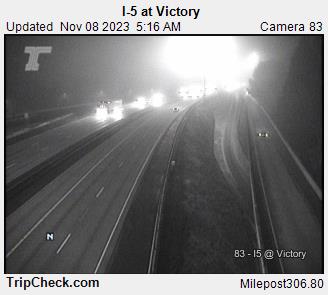 I-5 at Victory
Updated Nov 08 2023 5:16 AM Camera 83
T
N
83 - I5 @ Victory
TripCheck.com Milepost306.80